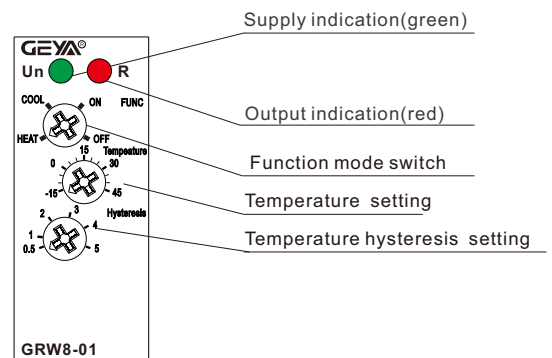 Supply indication(green)
GEYA®
Un R
COOL ON FUNC
Output indication(red)
HEAT OFF
Function mode switch
15 Tempeature
0 30
-15 45
Temperature setting
Hysteresis
2 3 4
Temperature hysteresis setting
1
0.5 5
GRW8-01